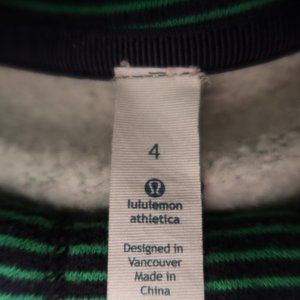 4
lululemon
athletica
Designed in
Vancouver
Made in
China